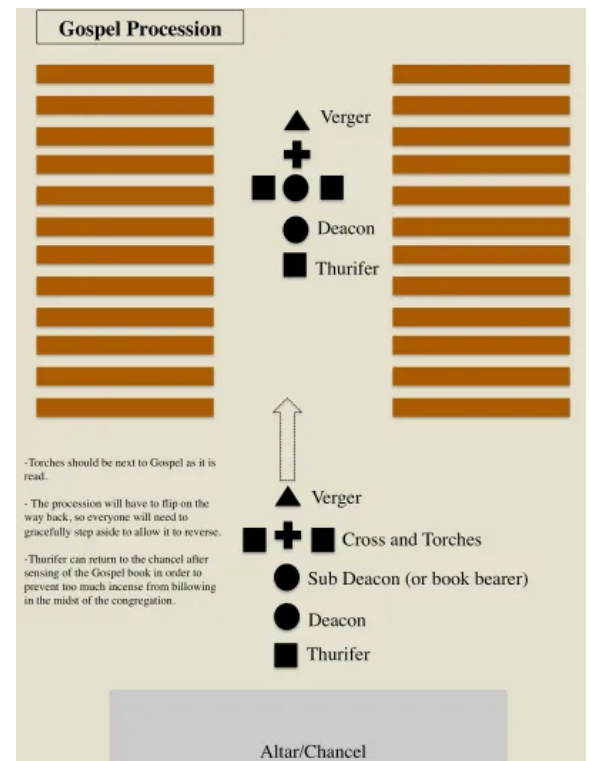 Gospel Procession
Verger
Deacon
Thurifer
-Torches should be next to Gospel as it is
read.
- The procession will have to flip on the
way back, so everyone will need to
gracefully step aside to allow it to reverse.
-Thurifer can return to the chancel after
sensing of the Gospel book in order to
prevent too much incense from billowing
in the midst of the congregation.
Verger
Cross and Torches
Sub Deacon (or book bearer)
Deacon
Thurifer
Altar/Chancel